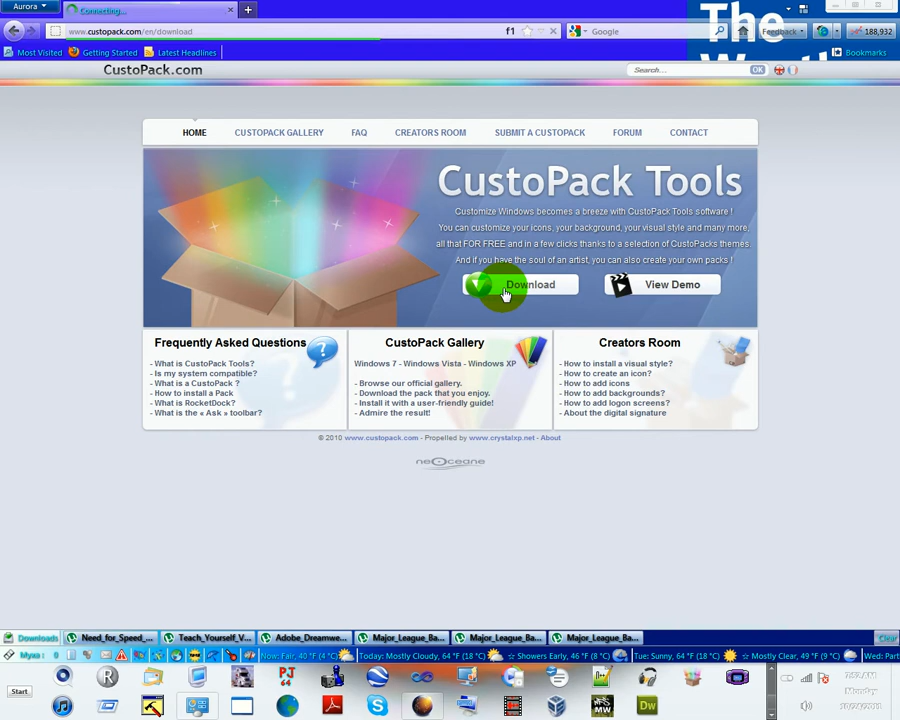 Aurora
Connecting...
The
www.custopack.com/en/download
f1
Google
Feedback
188,932
Most Visited
Getting Started
Latest Headlines
Bookmarks
CustoPack.com
Search...
OK
HOME
CUSTOPACK GALLERY
FAQ
CREATORS ROOM
SUBMIT A CUSTOPACK
FORUM
CONTACT
CustoPack Tools
Customize Windows becomes a breeze with CustoPack Tools software !
You can customize your icons, your background, your visual style and many more,
all that FOR FREE and in a few clicks thanks to a selection of CustoPacks themes.
And if you have the soul of an artist, you can also create your own packs !
Download
View Demo
Frequently Asked Questions
- What is CustoPack Tools?
- Is my system compatible?
- What is a CustoPack ?
- How to install a Pack
- What is RocketDock?
- What is the « Ask » toolbar?
CustoPack Gallery
Windows 7 - Windows Vista - Windows XP
- Browse our official gallery.
- Download the pack that you enjoy.
- Install it with a user-friendly guide!
- Admire the result!
Creators Room
- How to install a visual style?
- How to create an icon?
- How to add icons
- How to add backgrounds?
- How to add logon screens?
- About the digital signature
© 2010 www.custopack.com - Propelled by www.crystalxp.net - About
neOceane
Downloads
Need_for_Speed_...
Teach_Yourself_V...
Adobe_Dreamwe...
Major_League_Ba...
Major_League_Ba...
Major_League_Ba...
Clear
Now: Fair, 40 °F (4 °C)
Today: Mostly Cloudy, 64 °F (18 °C)
Showers Early, 46 °F (8 °C)
Tue: Sunny, 64 °F (18 °C)
Mostly Clear, 49 °F (9 °C)
Wed: Part
Start
Monday